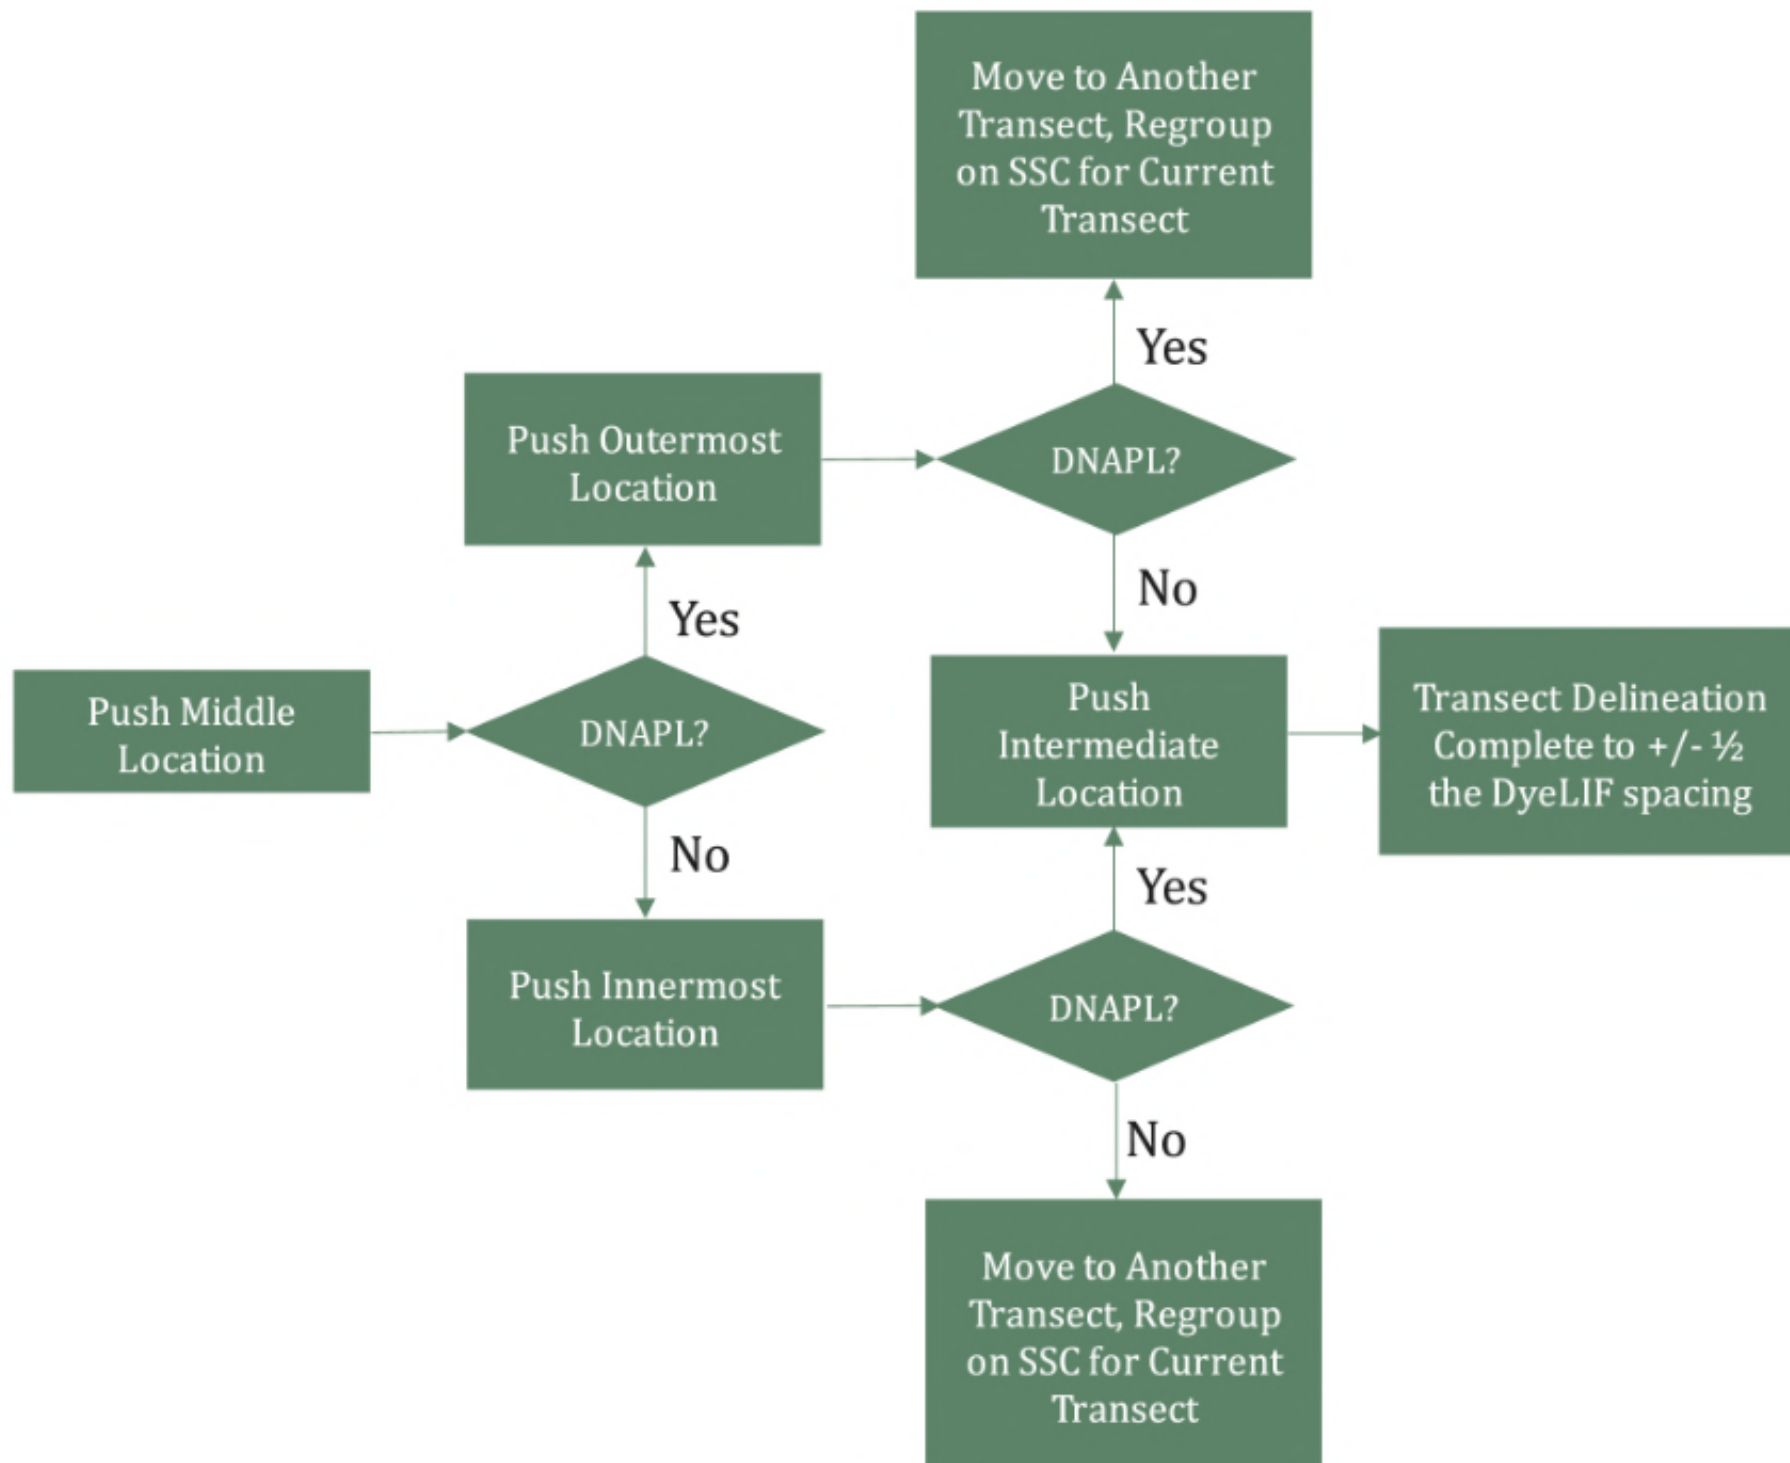 Move to Another
Transect, Regroup
on SSC for Current
Transect
Yes
Push Outermost
Location
DNAPL?
No
Yes
Push Middle
Location
DNAPL?
Push
Intermediate
Location
Transect Delineation
Complete to +/- ½
the DyeLIF spacing
No
Yes
Push Innermost
Location
DNAPL?
No
Move to Another
Transect, Regroup
on SSC for Current
Transect